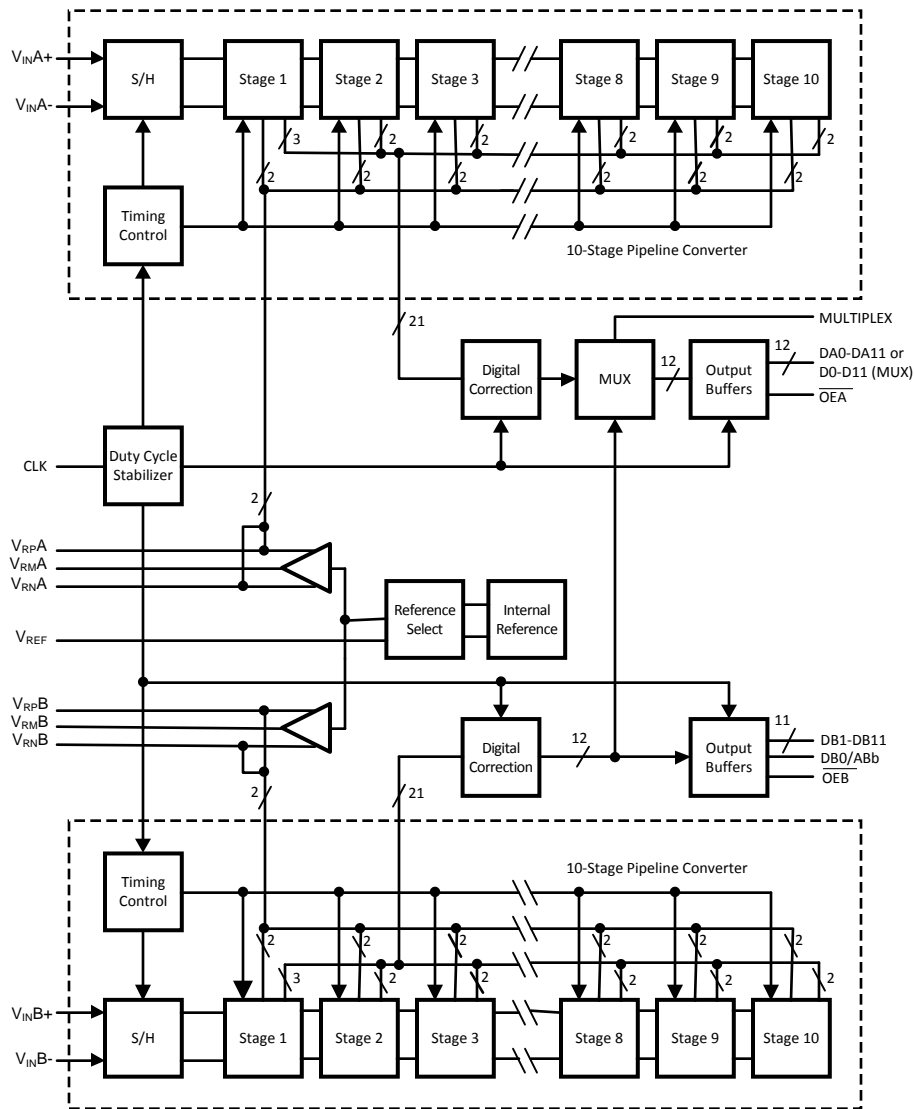 VINA+
VINA-
S/H
Stage 1
Stage 2
Stage 3
Stage 8
Stage 9
Stage 10
3
2
2
2
2
2
2
2
2
2
2
2
Timing
Control
10-Stage Pipeline Converter
21
MULTIPLEX
Digital
Correction
MUX
12
Output
Buffers
12
DA0-DA11 or
D0-D11 (MUX)
OEA
CLK
Duty Cycle
Stabilizer
2
VRPA
VRMA
VRNA
Reference
Select
Internal
Reference
VREF
VRPB
VRMB
VRNB
Digital
Correction
12
Output
Buffers
11
DB1-DB11
DB0/ABb
OEB
2
21
Timing
Control
10-Stage Pipeline Converter
2
2
2
2
2
2
3
2
2
2
2
2
VINB+
VINB-
S/H
Stage 1
Stage 2
Stage 3
Stage 8
Stage 9
Stage 10